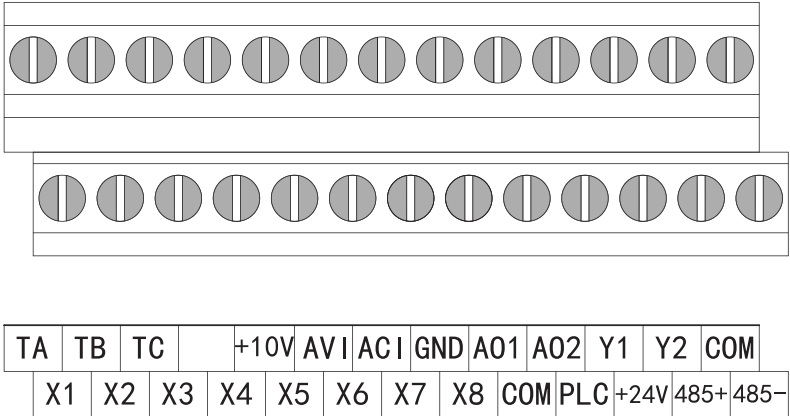 TA TB TC +10V AVI ACI GND AO1 AO2 Y1 Y2 COM
X1 X2 X3 X4 X5 X6 X7 X8 COM PLC +24V 485+ 485-